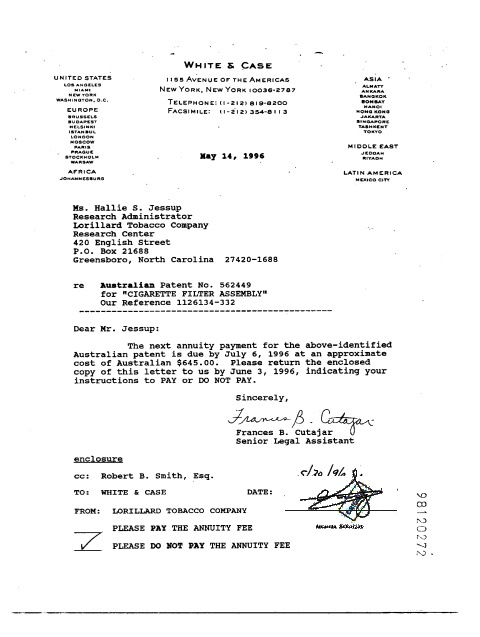 WHITE & CASE
1155 AVENUE OF THE AMERICAS
NEW YORK, NEW YORK 10036-2787
TELEPHONE: (1-212) 819-8200
FACSIMILE: (1-212) 354-8113
UNITED STATES
LOS ANGELES
MIAMI
NEW YORK
WASHINGTON, D.C.
EUROPE
BRUSSELS
BUDAPEST
HELSINKI
ISTANBUL
LONDON
MOSCOW
PARIS
PRAGUE
STOCKHOLM
WARSAW
AFRICA
JOHANNESBURG
ASIA
ALMATY
ANKARA
BANGKOK
BOMBAY
HANOI
HONG KONG
JAKARTA
SINGAPORE
TASHKENT
TOKYO
MIDDLE EAST
JEDDAH
RIYADH
LATIN AMERICA
MEXICO CITY
May 14, 1996
Ms. Hallie S. Jessup
Research Administrator
Lorillard Tobacco Company
Research Center
420 English Street
P.O. Box 21688
Greensboro, North Carolina 27420-1688
re Australian Patent No. 562449
for "CIGARETTE FILTER ASSEMBLY"
Our Reference 1126134-332
Dear Mr. Jessup:
The next annuity payment for the above-identified
Australian patent is due by July 6, 1996 at an approximate
cost of Australian $645.00. Please return the enclosed
copy of this letter to us by June 3, 1996, indicating your
instructions to PAY or DO NOT PAY.
Sincerely,
Frances B. Cutajar
Frances B. Cutajar
Senior Legal Assistant
enclosure
cc: Robert B. Smith, Esq.
5/20/96
TO: WHITE & CASE DATE:
FROM: LORILLARD TOBACCO COMPANY
PLEASE PAY THE ANNUITY FEE
PLEASE DO NOT PAY THE ANNUITY FEE
98120272